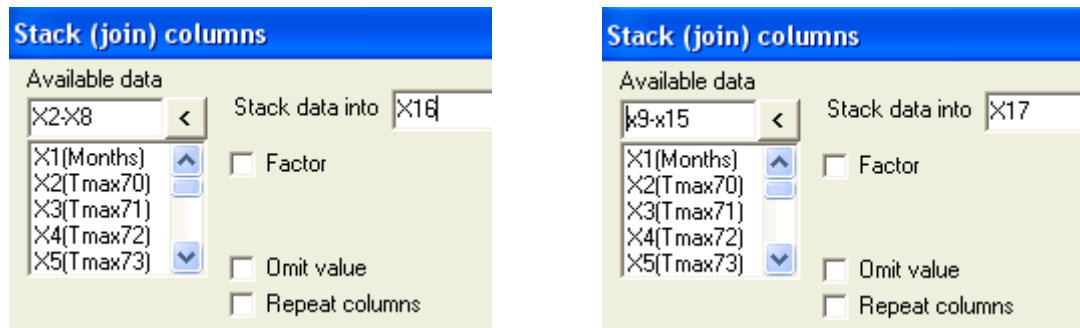 Stack (join) columns
Available data
X2-X8
<
Stack data into
X16
X1(Months)
X2(Tmax70)
X3(Tmax71)
X4(Tmax72)
X5(Tmax73)
Factor
Omit value
Repeat columns
Stack (join) columns
Available data
x9-x15
<
Stack data into
X17
X1(Months)
X2(Tmax70)
X3(Tmax71)
X4(Tmax72)
X5(Tmax73)
Factor
Omit value
Repeat columns